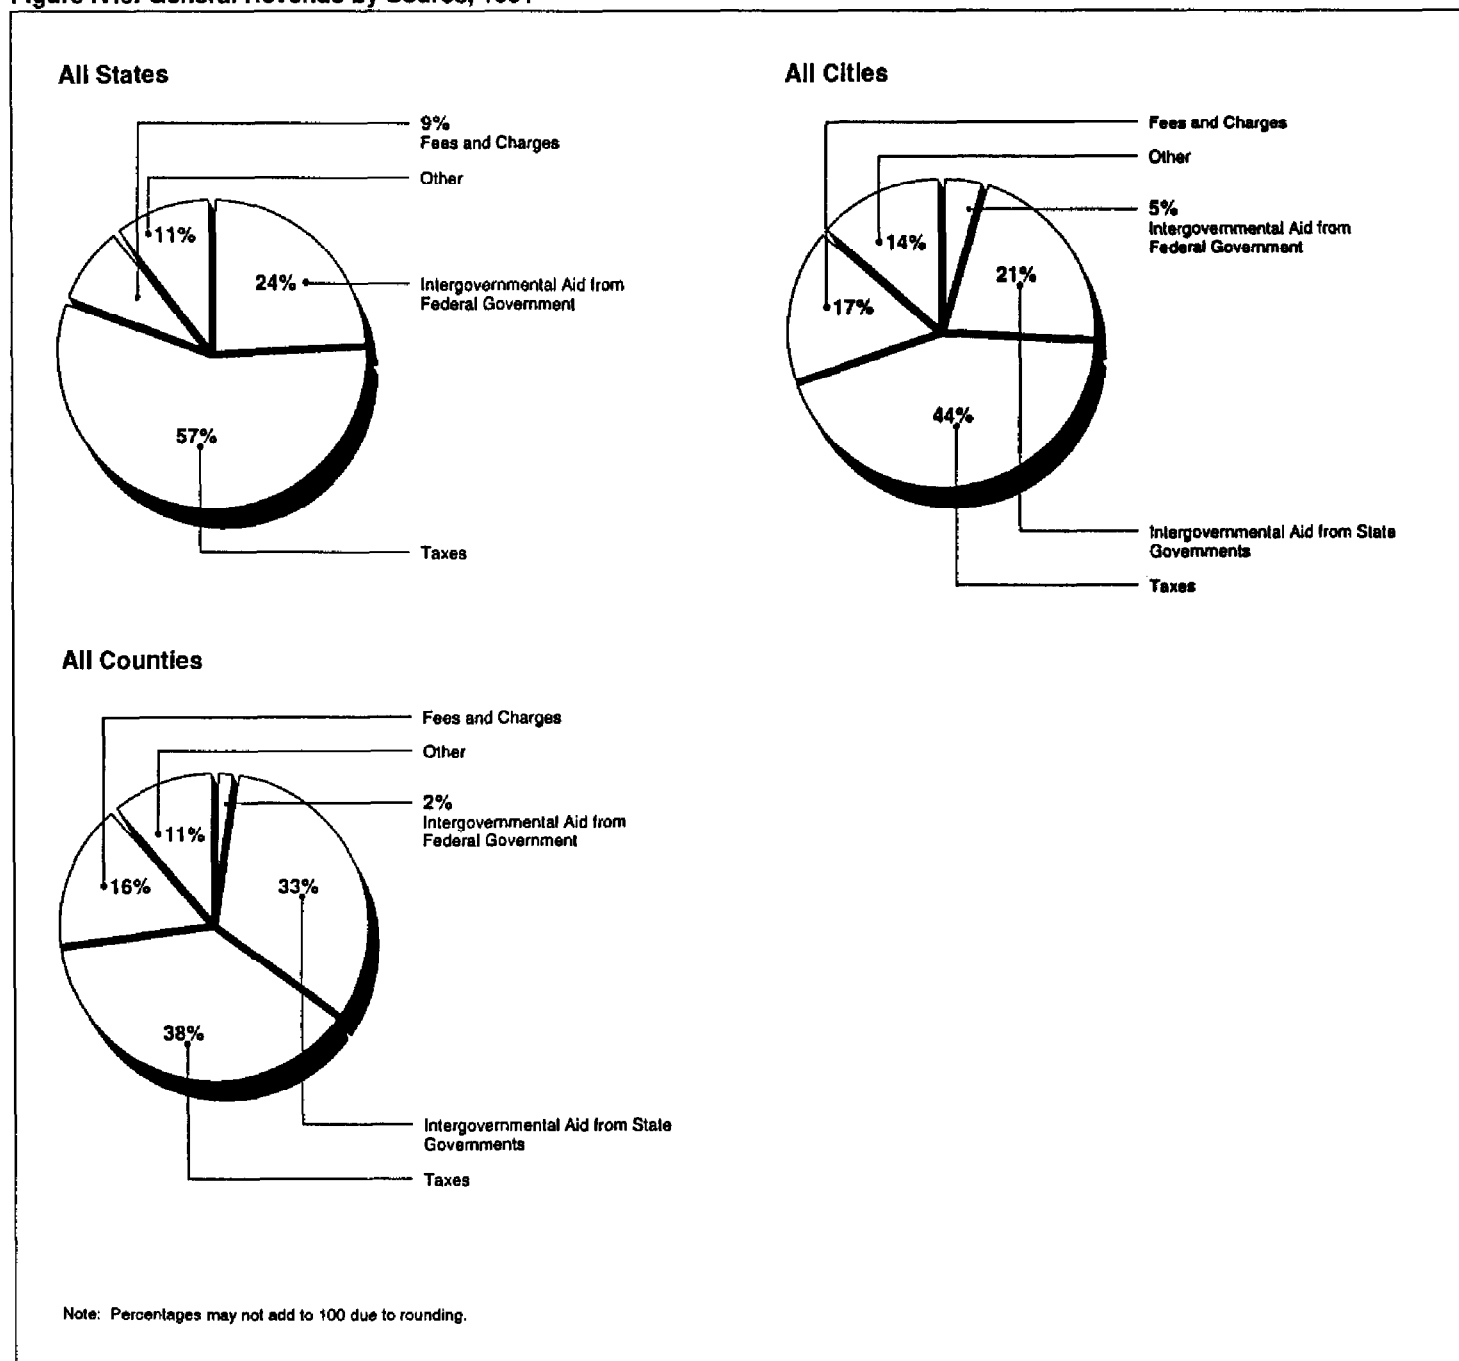 All States
9%
Fees and Charges
Other
11%
24%
Intergovernmental Aid from
Federal Government
57%
Taxes
All Cities
Fees and Charges
Other
5%
Intergovernmental Aid from
Federal Government
14%
21%
17%
44%
Intergovernmental Aid from State
Governments
Taxes
All Counties
Fees and Charges
Other
2%
Intergovernmental Aid from
Federal Government
11%
16%
33%
38%
Intergovernmental Aid from State
Governments
Taxes
Note: Percentages may not add to 100 due to rounding.